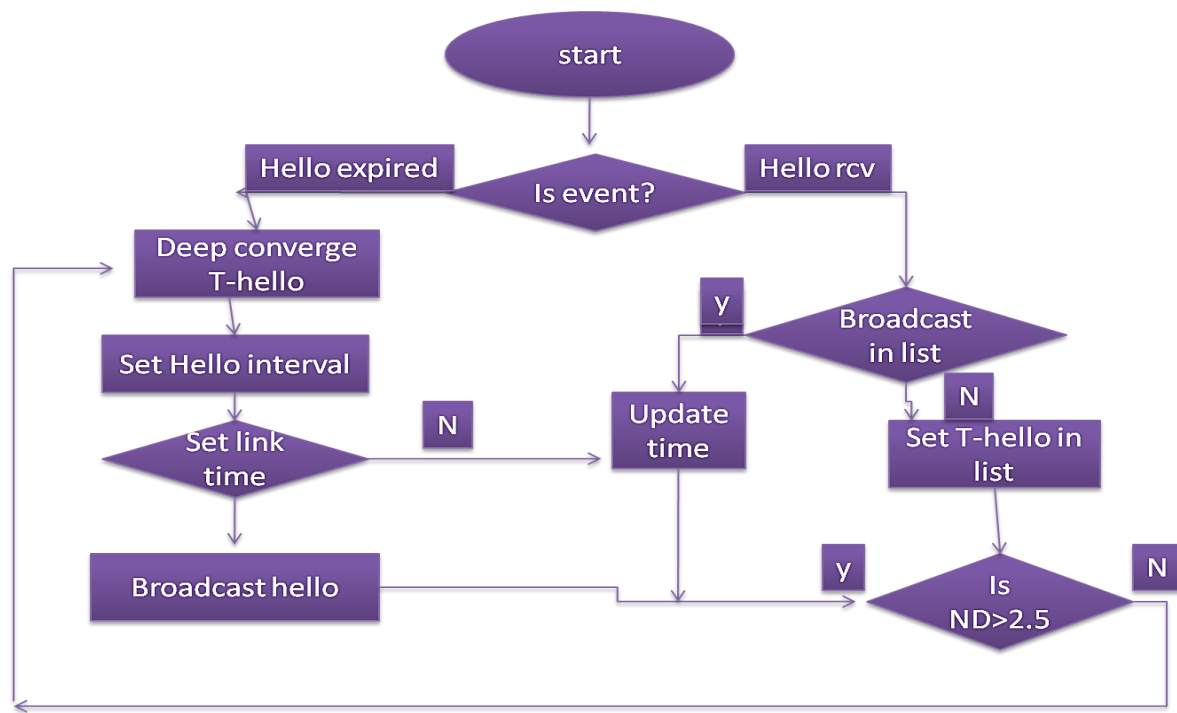 start
Hello expired
Is event?
Hello rcv
Deep converge
T-hello
y
Broadcast
in list
Set Hello interval
N
N
Update
time
Set T-hello in
list
Set link
time
Broadcast hello
y
Is
ND>2.5
N